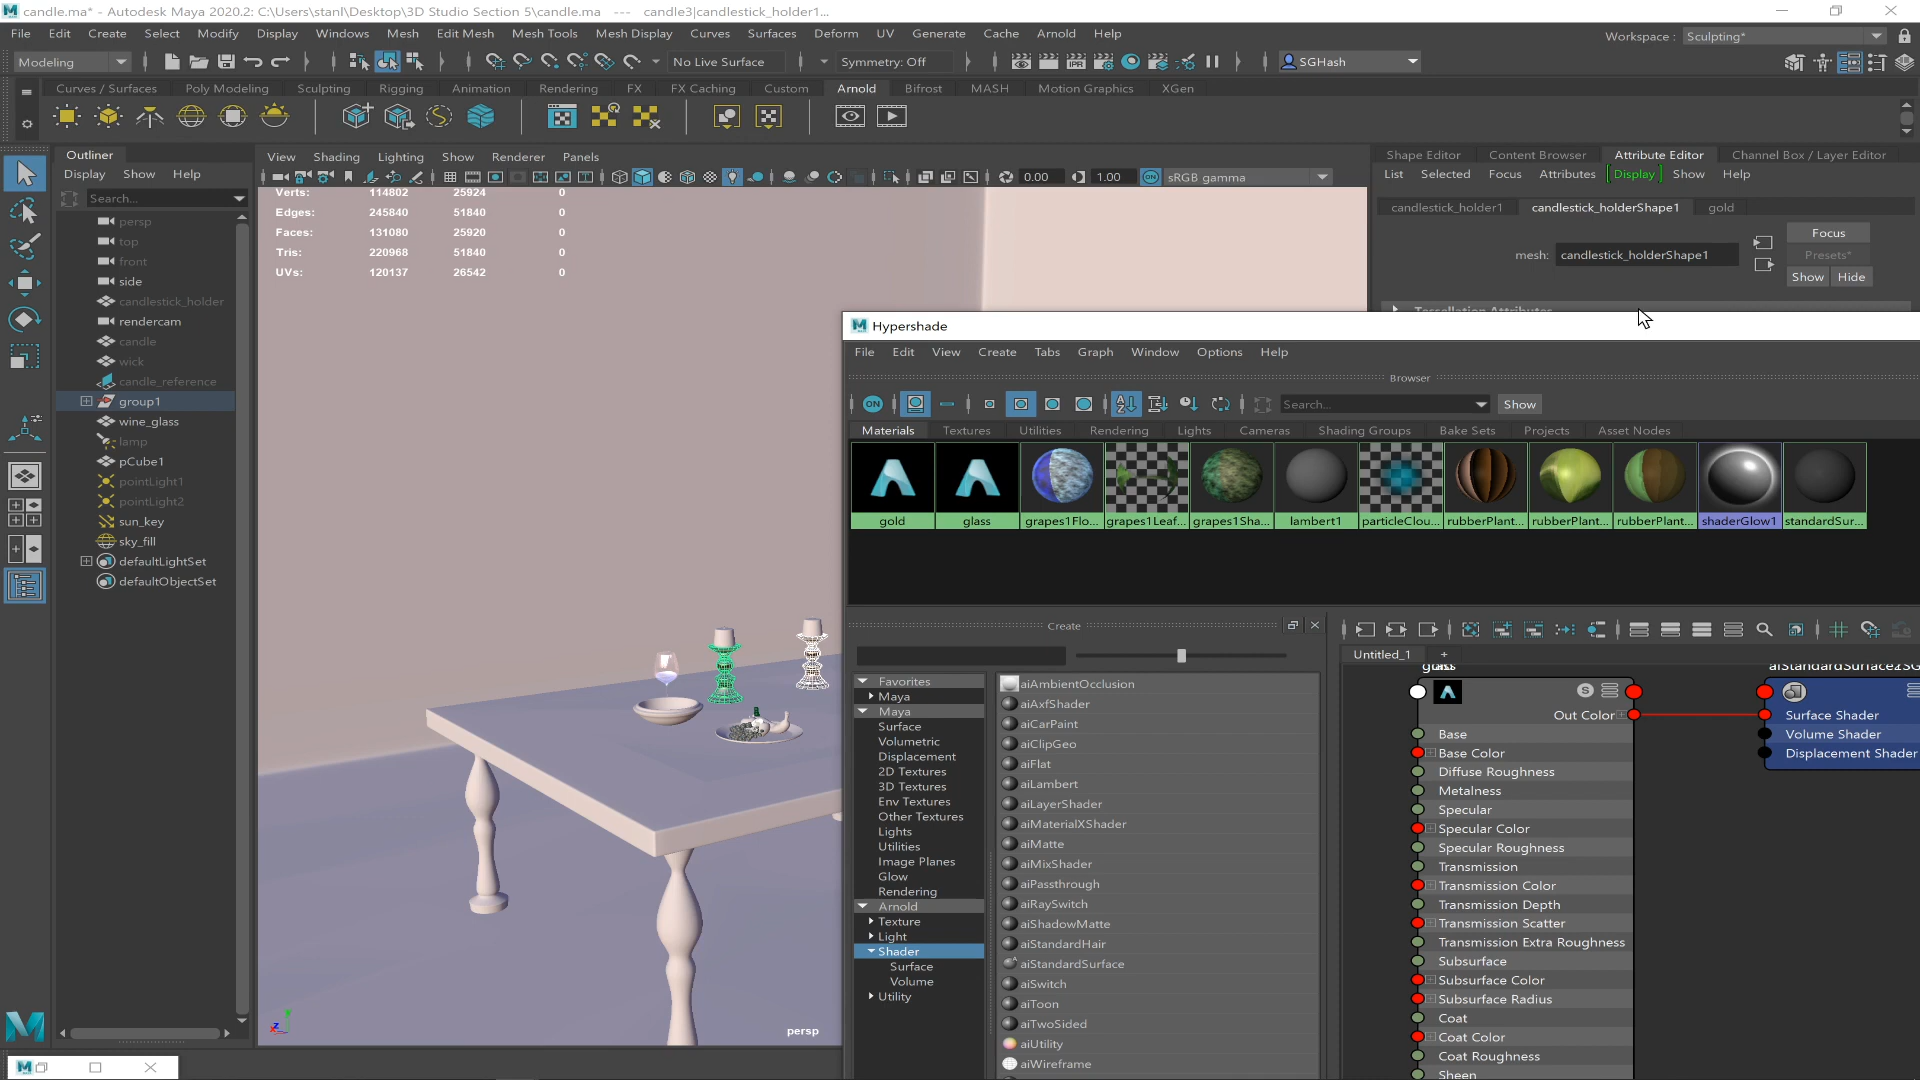 candle.ma* - Autodesk Maya 2020.2: C:\Users\stanl\Desktop\3D Studio Section 5\candle.ma --- candle3|candlestick_holder1...
File Edit Create Select Modify Display Windows Mesh Edit Mesh Mesh Tools Mesh Display Curves Surfaces Deform UV Generate Cache Arnold Help
Workspace : Sculpting*
Modeling No Live Surface Symmetry: Off SGHash
Curves / Surfaces Poly Modeling Sculpting Rigging Animation Rendering FX FX Caching Custom Arnold Bifrost MASH Motion Graphics XGen
Outliner
Display Show Help
Search...
persp
top
front
side
candlestick_holder
rendercam
candle
wick
candle_reference
group1
wine_glass
lamp
pCube1
pointLight1
pointLight2
sun_key
sky_fill
defaultLightSet
defaultObjectSet
View Shading Lighting Show Renderer Panels
0.00 1.00 ON sRGB gamma
Verts: 114802 25924 0
Edges: 245840 51840 0
Faces: 131080 25920 0
Tris: 220968 51840 0
UVs: 120137 26542 0
persp
Shape Editor Content Browser Attribute Editor Channel Box / Layer Editor
List Selected Focus Attributes Display Show Help
candlestick_holder1 candlestick_holderShape1 gold
mesh: candlestick_holderShape1
Focus
Presets*
Show Hide
Tessellation Attributes
Hypershade
File Edit View Create Tabs Graph Window Options Help
Browser
ON Search... Show
Materials Textures Utilities Rendering Lights Cameras Shading Groups Bake Sets Projects Asset Nodes
gold glass grapes1Flo... grapes1Leaf... grapes1Sha... lambert1 particleClou... rubberPlant... rubberPlant... rubberPlant... shaderGlow1 standardSur...
Create
Favorites
Maya
Maya
Surface
Volumetric
Displacement
2D Textures
3D Textures
Env Textures
Other Textures
Lights
Utilities
Image Planes
Glow
Rendering
Arnold
Texture
Light
Shader
Surface
Volume
Utility
aiAmbientOcclusion
aiAxfShader
aiCarPaint
aiClipGeo
aiFlat
aiLambert
aiLayerShader
aiMaterialXShader
aiMatte
aiMixShader
aiPassthrough
aiRaySwitch
aiShadowMatte
aiStandardHair
aiStandardSurface
aiSwitch
aiToon
aiTwoSided
aiUtility
aiWireframe
Untitled_1 +
glass
aiStandardSurface2SG
S
Out Color
Base
Base Color
Diffuse Roughness
Metalness
Specular
Specular Color
Specular Roughness
Transmission
Transmission Color
Transmission Depth
Transmission Scatter
Transmission Extra Roughness
Subsurface
Subsurface Color
Subsurface Radius
Coat
Coat Color
Coat Roughness
Sheen
Surface Shader
Volume Shader
Displacement Shader